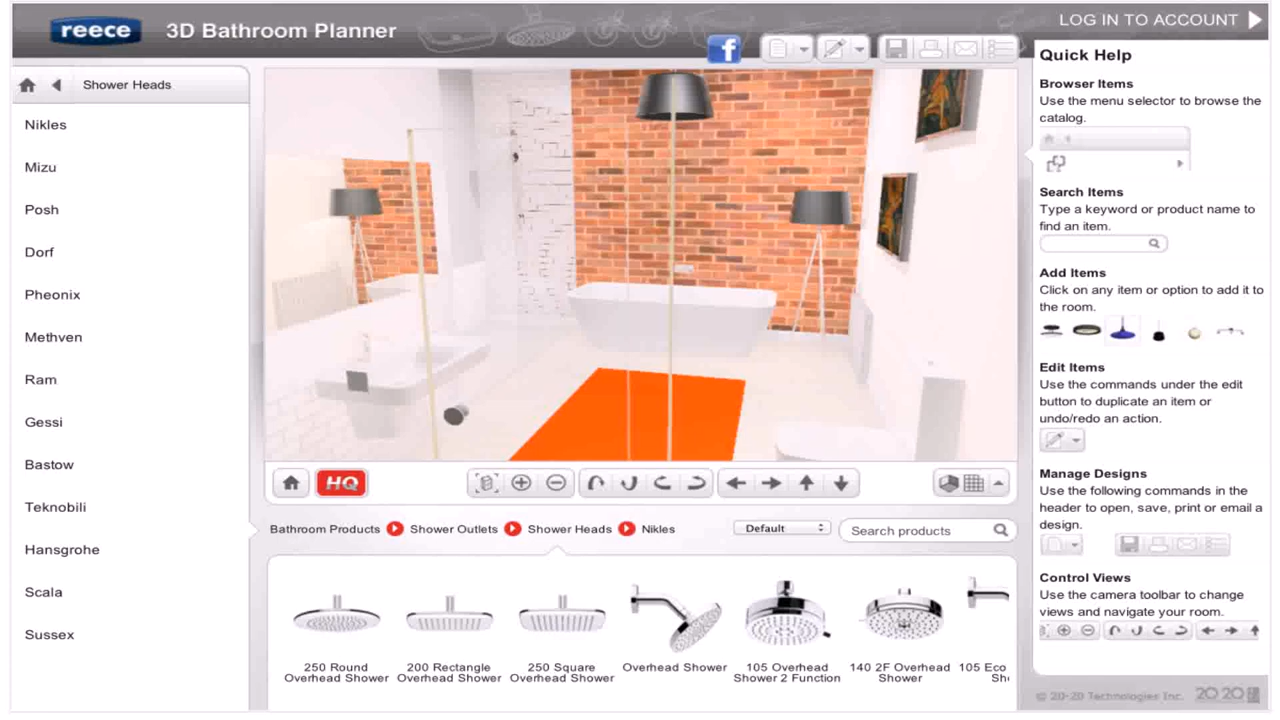 reece
3D Bathroom Planner
LOG IN TO ACCOUNT
f
Shower Heads
Nikles
Mizu
Posh
Dorf
Pheonix
Methven
Ram
Gessi
Bastow
Teknobili
Hansgrohe
Scala
Sussex
HQ
Bathroom Products
Shower Outlets
Shower Heads
Nikles
Default
Search products
250 Round
Overhead Shower
200 Rectangle
Overhead Shower
250 Square
Overhead Shower
Overhead Shower
105 Overhead
Shower 2 Function
140 2F Overhead
Shower
105 Eco
Sh
Quick Help
Browser Items
Use the menu selector to browse the
catalog.
Search Items
Type a keyword or product name to
find an item.
Add Items
Click on any item or option to add it to
the room.
Edit Items
Use the commands under the edit
button to duplicate an item or
undo/redo an action.
Manage Designs
Use the following commands in the
header to open, save, print or email a
design.
Control Views
Use the camera toolbar to change
views and navigate your room.
© 20-20 Technologies Inc.
20 20